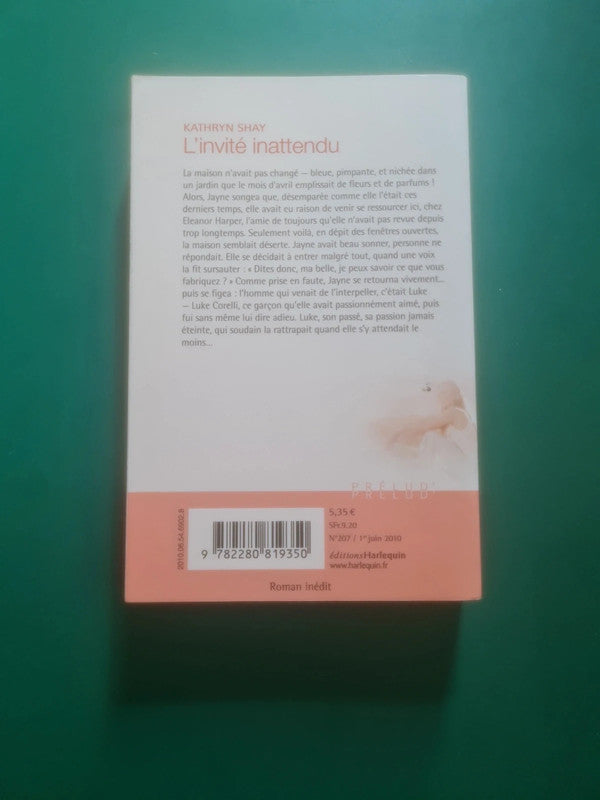 KATHRYN SHAY
L'invité inattendu
La maison n'avait pas changé — bleue, pimpante, et nichée dans
un jardin que le mois d'avril emplissait de fleurs et de parfums !
Alors, Jayne songea que, desemparée comme elle l'était ces
derniers temps, elle avait eu raison de venir se ressourcer ici, chez
Eleanor Harper, l'amie de toujours qu'elle n'avait pas revue depuis
trop longtemps. Seulement voilà, en dépit des fenêtres ouvertes,
la maison semblait déserte. Jayne avait beau sonner, personne ne
répondait. Elle se décidait à entrer malgré tout, quand une voix
la fit sursauter : « Dites donc, ma belle, je peux savoir ce que vous
fabriquez ? » Comme prise en faute, Jayne se retourna vivement...
puis se figea : l'homme qui venait de l'interpeller, c'était Luke
— Luke Corelli, ce garçon qu'elle avait passionnément aimé, puis
fui sans même lui dire adieu. Luke, son passé, sa passion jamais
éteinte, qui soudain la rattrapait quand elle s'y attendait le
moins...
PRÉLUD'
PRÉLUD'
2010.06.54.6902.8
9 782280 819350
5,35 €
SFr.9.20
N°207 / 1er juin 2010
éditionsHarlequin
www.harlequin.fr
Roman inédit